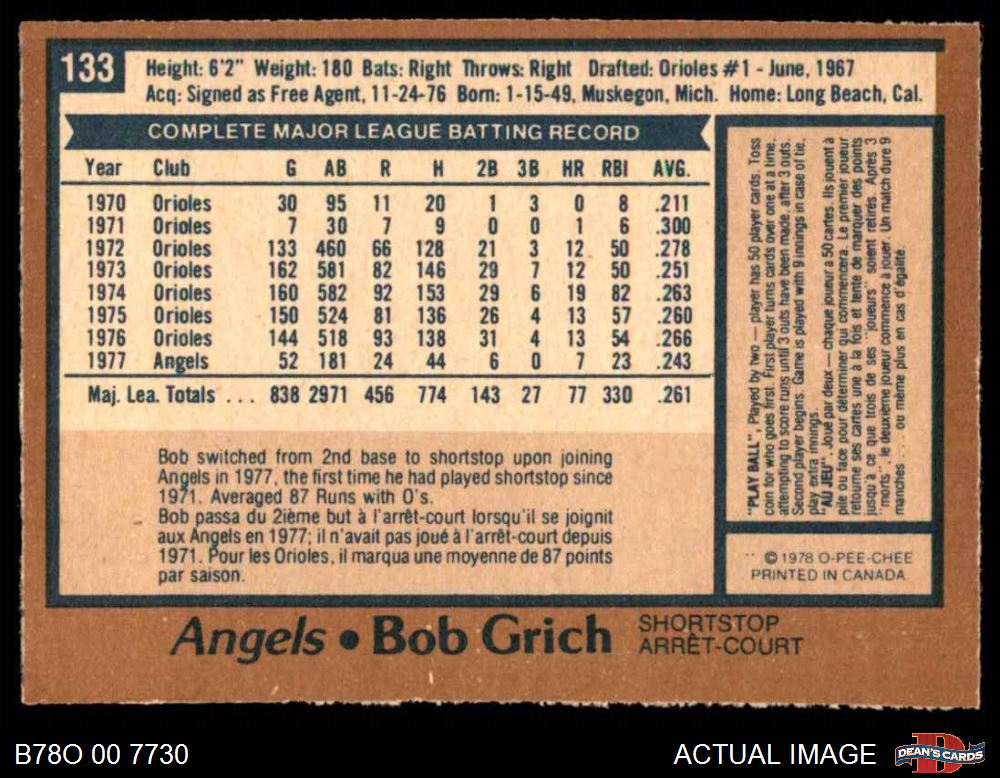 133
Height: 6'2" Weight: 180 Bats: Right Throws: Right Drafted: Orioles #1 - June, 1967
Acq: Signed as Free Agent, 11-24-76 Born: 1-15-49, Muskegon, Mich. Home: Long Beach, Cal.
COMPLETE MAJOR LEAGUE BATTING RECORD
Year Club G AB R H 2B 3B HR RBI AVG.
1970 Orioles 30 95 11 20 1 3 0 8 .211
1971 Orioles 7 30 7 9 0 0 1 6 .300
1972 Orioles 133 460 66 128 21 3 12 50 .278
1973 Orioles 162 581 82 146 29 7 12 50 .251
1974 Orioles 160 582 92 153 29 6 19 82 .263
1975 Orioles 150 524 81 136 26 4 13 57 .260
1976 Orioles 144 518 93 138 31 4 13 54 .266
1977 Angels 52 181 24 44 6 0 7 23 .243
Maj. Lea. Totals ... 838 2971 456 774 143 27 77 330 .261
Bob switched from 2nd base to shortstop upon joining
Angels in 1977, the first time he had played shortstop since
1971. Averaged 87 Runs with O's.
Bob passa du 2ième but à l'arrêt-court lorsqu'il se joignit
aux Angels en 1977; il n'avait pas joué à l'arrêt-court depuis
1971. Pour les Orioles, il marqua une moyenne de 87 points
par saison.
"PLAY BALL", Played by two — player has 50 player cards. Toss
coin for who goes first. First player turns cards over one at a time,
attempting to score runs until 3 outs have been made, after 3 outs.
Second player begins. Game is played with 9 innings in case of tie,
play extra innings.
"AU JEU". Joué par deux — chaque joueur a 50 cartes. Ils jouent à
pile ou face pour déterminer qui commencera. Le premier joueur
retourne ses cartes une à la fois et tente de marquer des points
jusqu'à ce que trois de ses "joueurs" soient retirés. Après 3
"morts", le deuxième joueur commence à jouer. Un match dure 9
manches ... ou même plus en cas d'égalité.
© 1978 O-PEE-CHEE
PRINTED IN CANADA.
Angels • Bob Grich
SHORTSTOP
ARRÊT-COURT
B78O 00 7730
ACTUAL IMAGE
DEAN'S CARDS